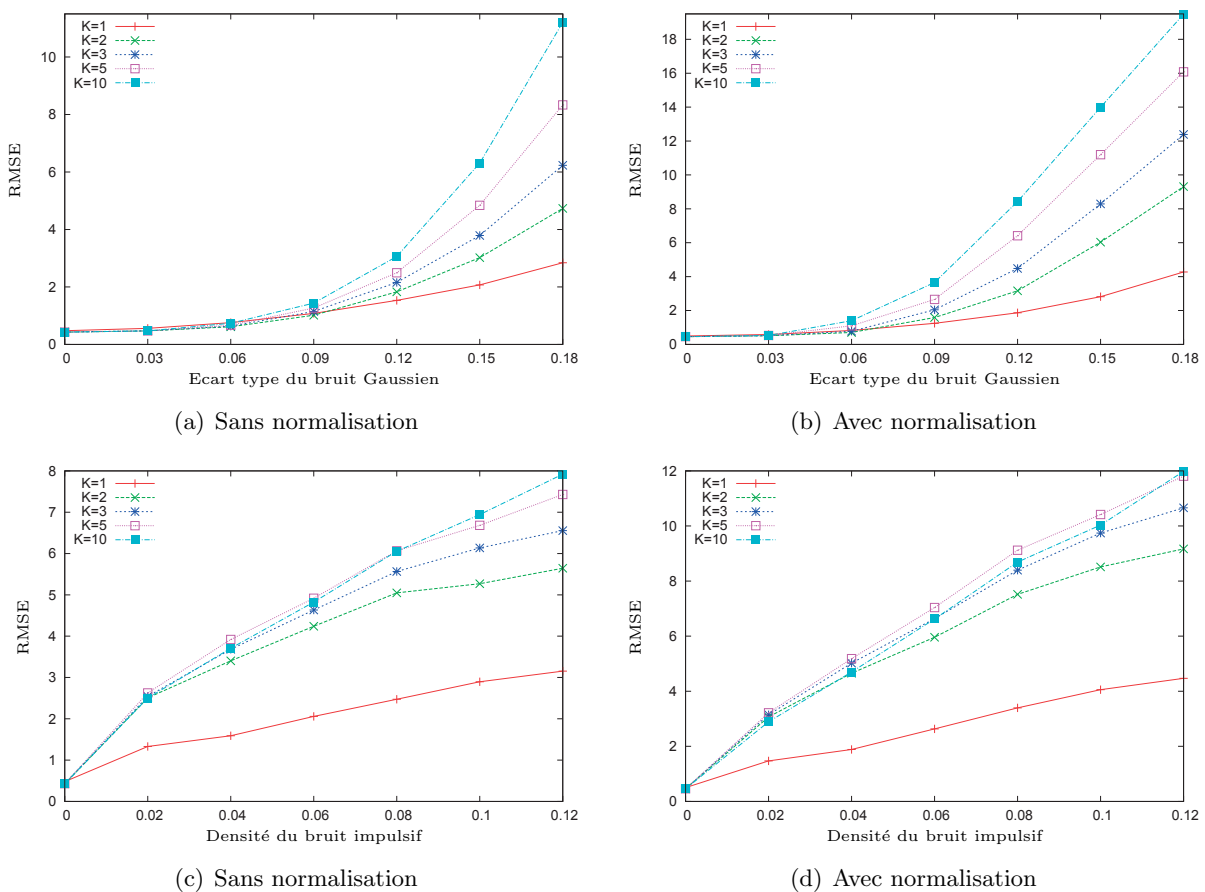 K=1
K=2
K=3
K=5
K=10
10
8
6
4
2
0
RMSE
0 0.03 0.06 0.09 0.12 0.15 0.18
Ecart type du bruit Gaussien
(a) Sans normalisation
K=1
K=2
K=3
K=5
K=10
18
16
14
12
10
8
6
4
2
0
RMSE
0 0.03 0.06 0.09 0.12 0.15 0.18
Ecart type du bruit Gaussien
(b) Avec normalisation
K=1
K=2
K=3
K=5
K=10
8
7
6
5
4
3
2
1
0
RMSE
0 0.02 0.04 0.06 0.08 0.1 0.12
Densité du bruit impulsif
(c) Sans normalisation
K=1
K=2
K=3
K=5
K=10
12
10
8
6
4
2
0
RMSE
0 0.02 0.04 0.06 0.08 0.1 0.12
Densité du bruit impulsif
(d) Avec normalisation